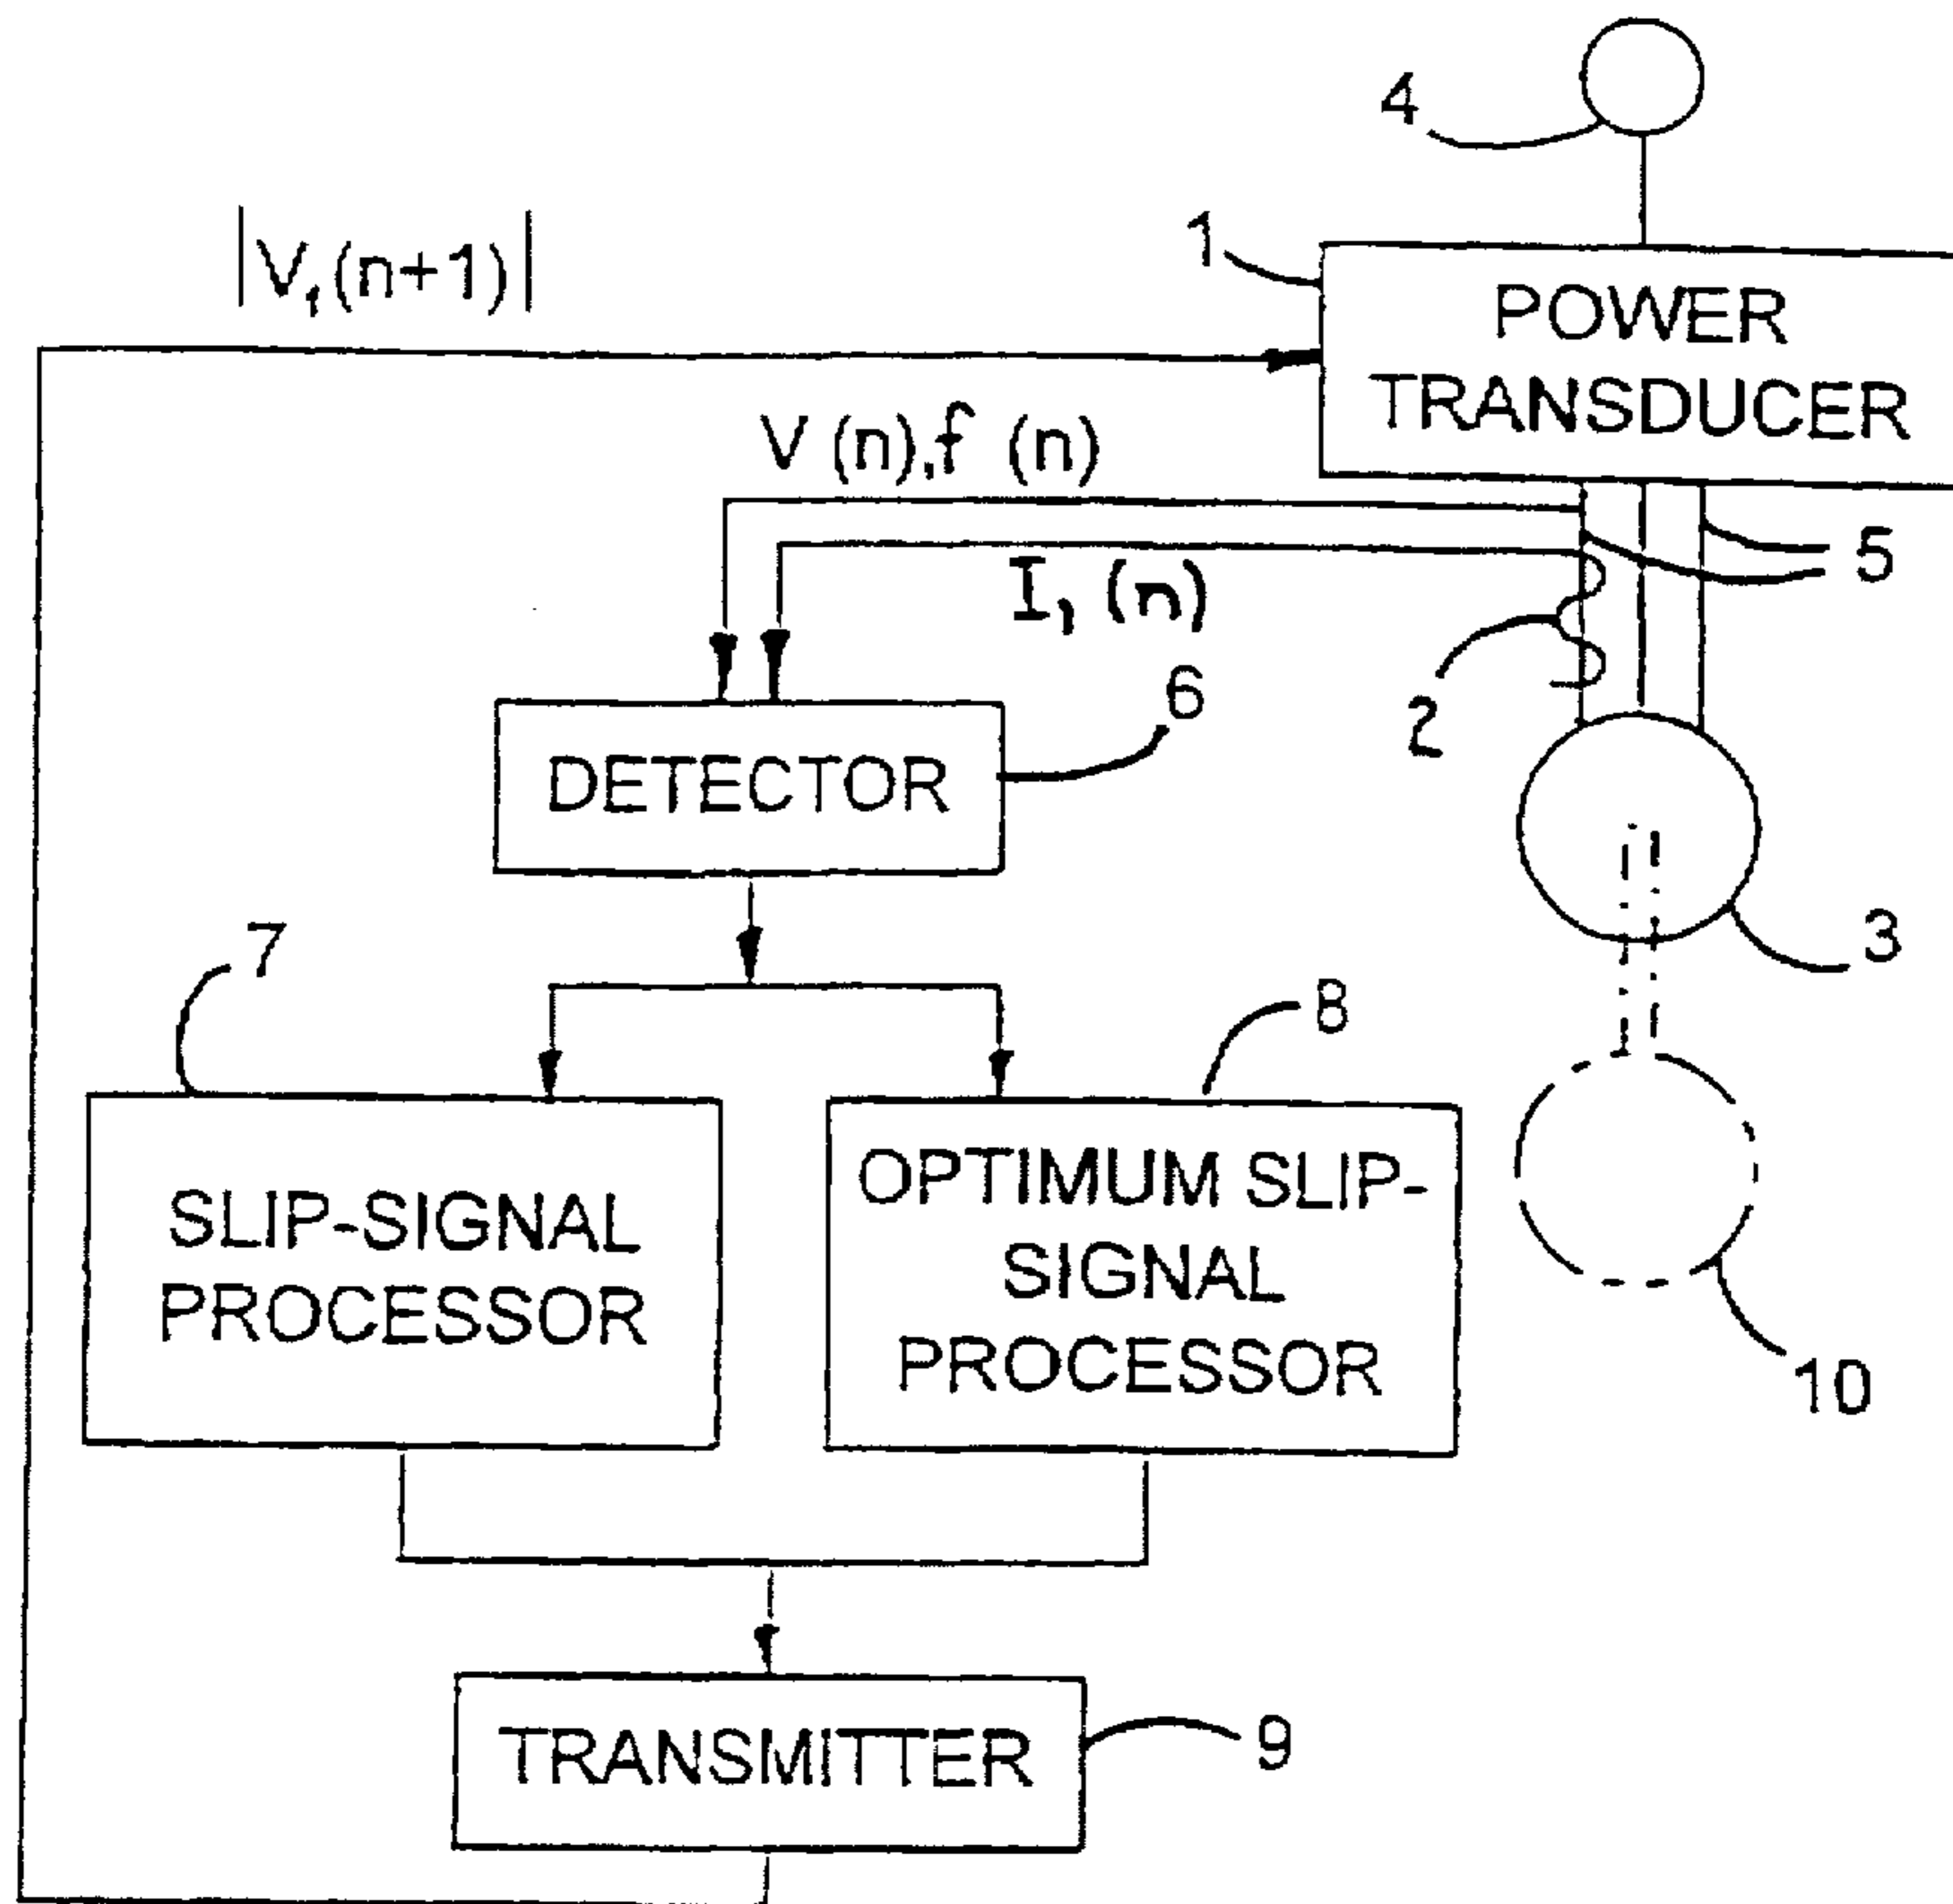 4
1
|V₁(n+1)|
POWER
TRANSDUCER
V (n),f (n)
5
I, (n)
6
2
DETECTOR
3
7
8
OPTIMUM SLIP-
SIGNAL
PROCESSOR
SLIP-SIGNAL
PROCESSOR
10
TRANSMITTER
9